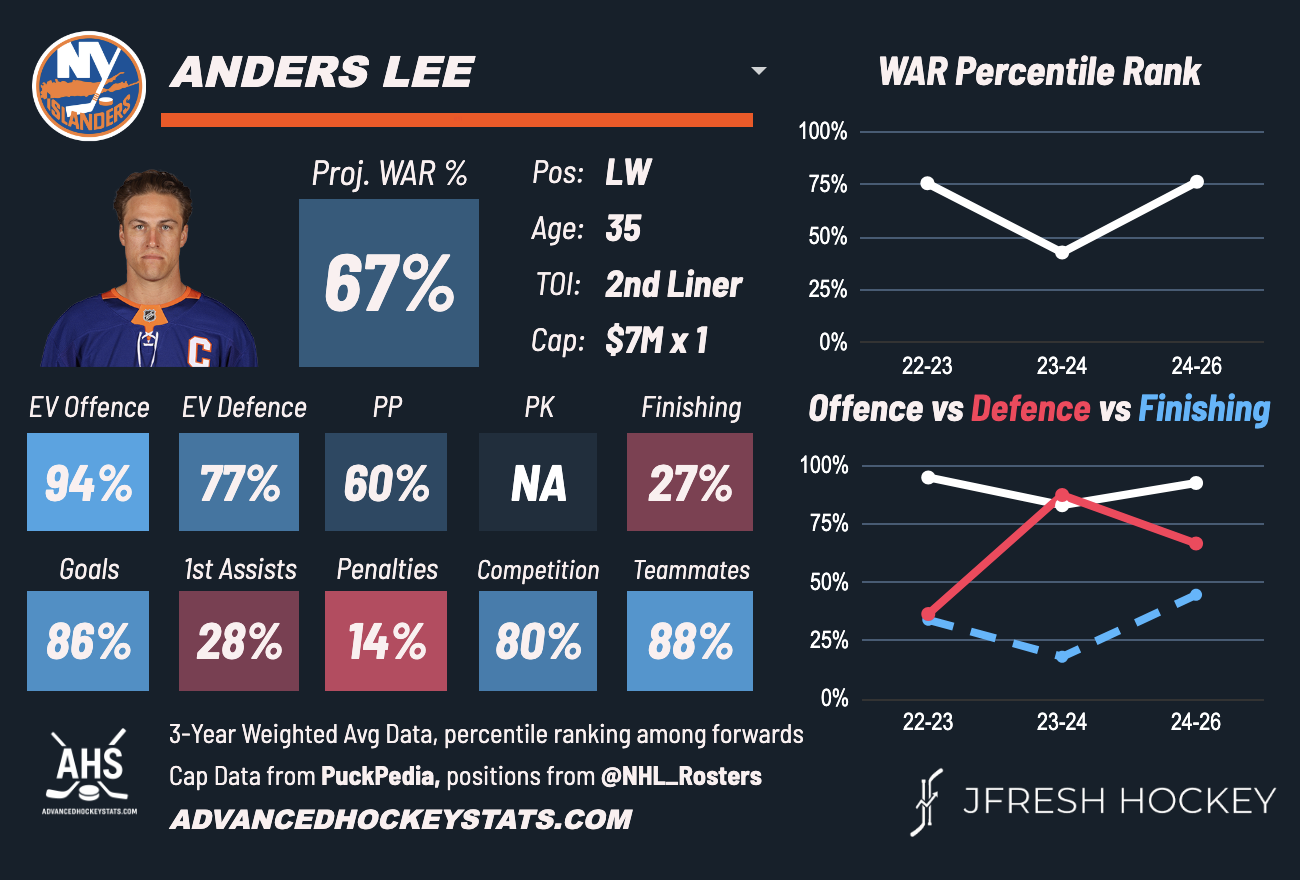 NY
ISLANDERS
ANDERS LEE
Proj. WAR %
67%
Pos: LW
Age: 35
TOI: 2nd Liner
Cap: $7M x 1
C
EV Offence EV Defence PP PK Finishing
94% 77% 60% NA 27%
Goals 1st Assists Penalties Competition Teammates
86% 28% 14% 80% 88%
WAR Percentile Rank
100%
75%
50%
25%
0%
22-23 23-24 24-26
Offence vs Defence vs Finishing
100%
75%
50%
25%
0%
22-23 23-24 24-26
AHS
ADVANCEDHOCKEYSTATS.COM
3-Year Weighted Avg Data, percentile ranking among forwards
Cap Data from PuckPedia, positions from @NHL_Rosters
ADVANCEDHOCKEYSTATS.COM
JFRESH HOCKEY